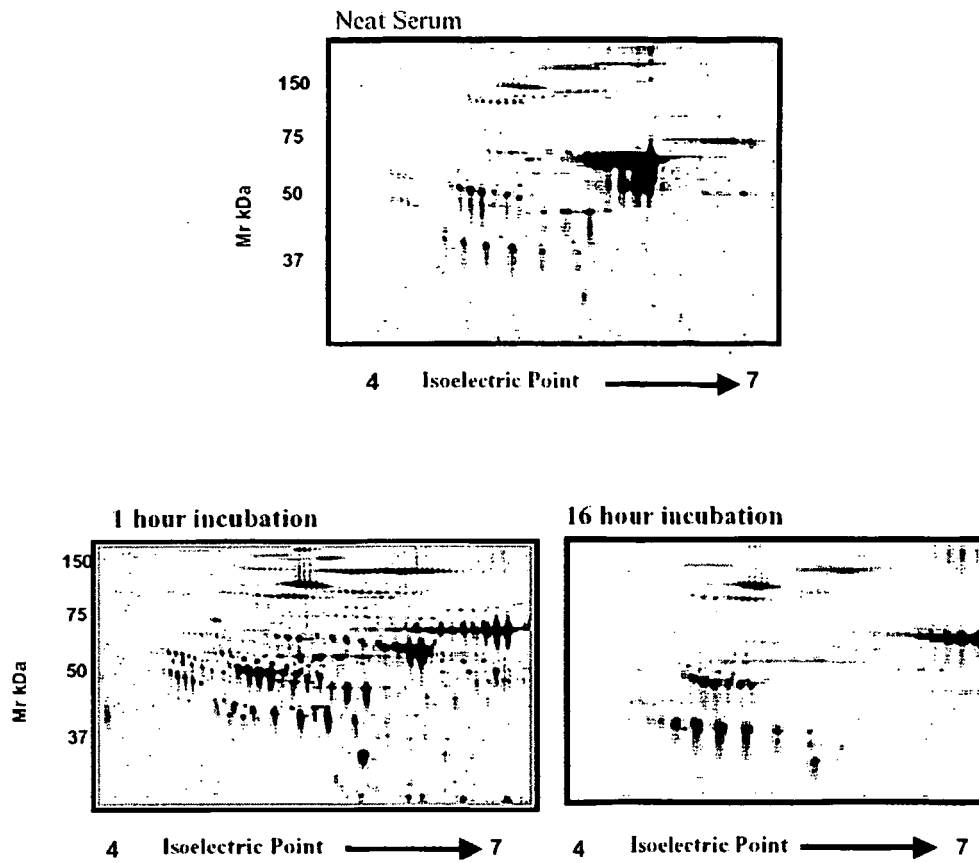 Neat Serum
150
75
50
37
Mr kDa
4 Isoelectric Point 7
1 hour incubation
150
75
50
37
Mr kDa
4 Isoelectric Point 7
16 hour incubation
4 Isoelectric Point 7